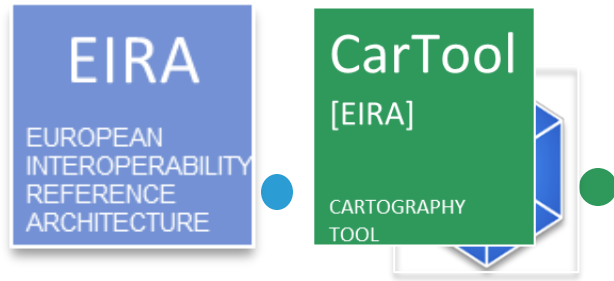 EIRA
EUROPEAN
INTEROPERABILITY
REFERENCE
ARCHITECTURE
CarTool
[EIRA]
CARTOGRAPHY
TOOL